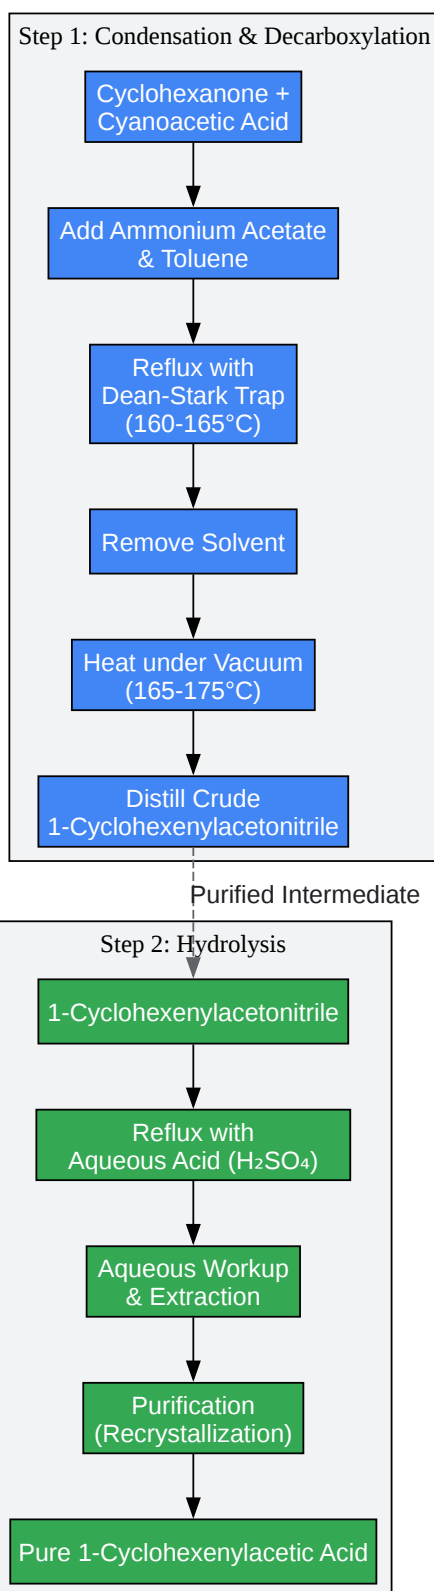 Step 1: Condensation & Decarboxylation
Cyclohexanone +
Cyanoacetic Acid
Add Ammonium Acetate
& Toluene
Reflux with
Dean-Stark Trap
(160-165°C)
Remove Solvent
Heat under Vacuum
(165-175°C)
Distill Crude
1-Cyclohexenylacetonitrile
Purified Intermediate
Step 2: Hydrolysis
1-Cyclohexenylacetonitrile
Reflux with
Aqueous Acid (H₂SO₄)
Aqueous Workup
& Extraction
Purification
(Recrystallization)
Pure 1-Cyclohexenylacetic Acid